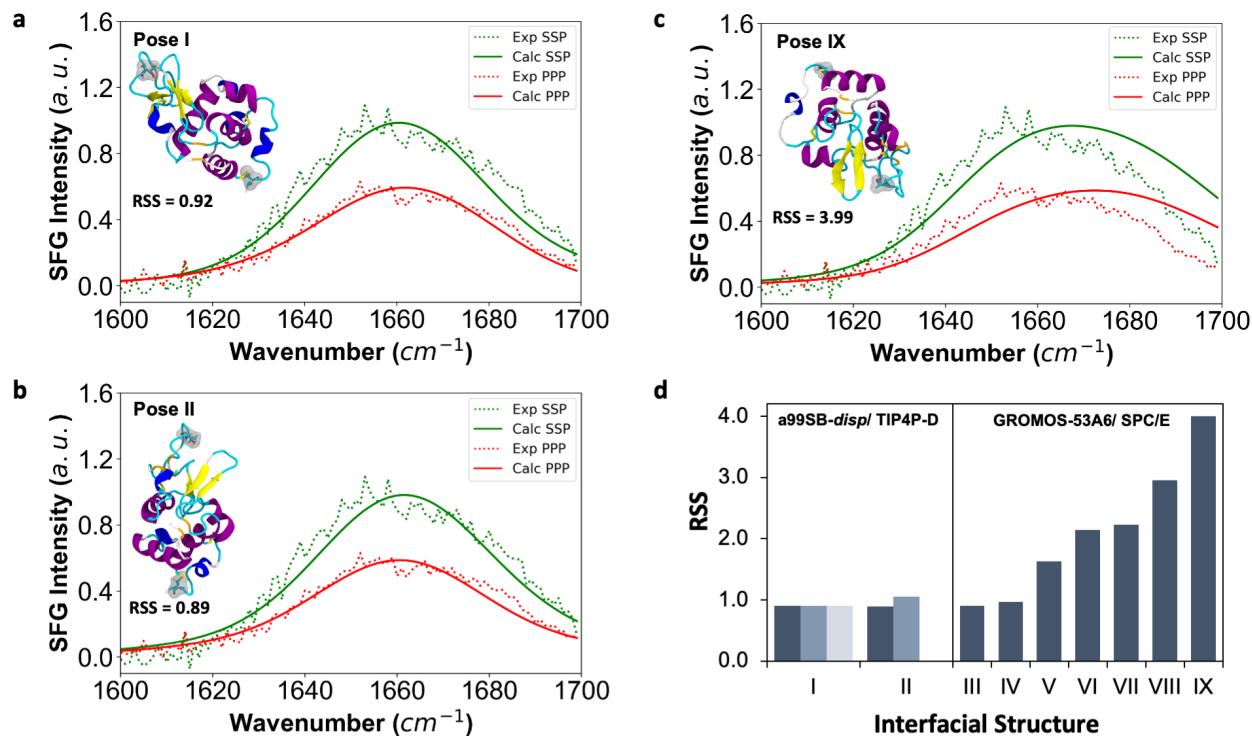 a
Pose I
RSS = 0.92
Exp SSP
Calc SSP
Exp PPP
Calc PPP
SFG Intensity (a. u.)
1.6
1.2
0.8
0.4
0.0
1600 1620 1640 1660 1680 1700
Wavenumber (cm⁻¹)
b
Pose II
RSS = 0.89
Exp SSP
Calc SSP
Exp PPP
Calc PPP
SFG Intensity (a. u.)
1.6
1.2
0.8
0.4
0.0
1600 1620 1640 1660 1680 1700
Wavenumber (cm⁻¹)
c
Pose IX
RSS = 3.99
Exp SSP
Calc SSP
Exp PPP
Calc PPP
SFG Intensity (a. u.)
1.6
1.2
0.8
0.4
0.0
1600 1620 1640 1660 1680 1700
Wavenumber (cm⁻¹)
d
a99SB-disp/ TIP4P-D
GROMOS-53A6/ SPC/E
RSS
4.0
3.0
2.0
1.0
0.0
I II III IV V VI VII VIII IX
Interfacial Structure